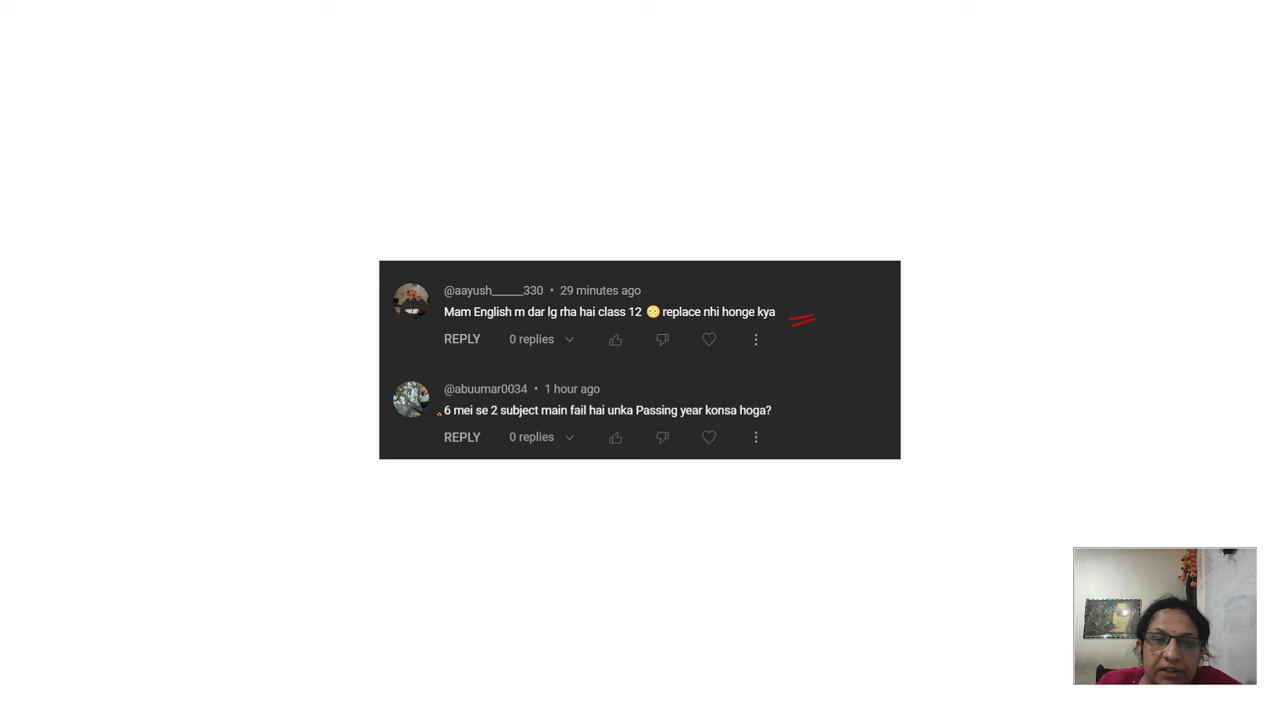 @aayush_____330 • 29 minutes ago
Mam English m dar lg rha hai class 12 😳 replace nhi honge kya
REPLY 0 replies
@abuumar0034 • 1 hour ago
6 mei se 2 subject main fail hai unka Passing year konsa hoga?
REPLY 0 replies